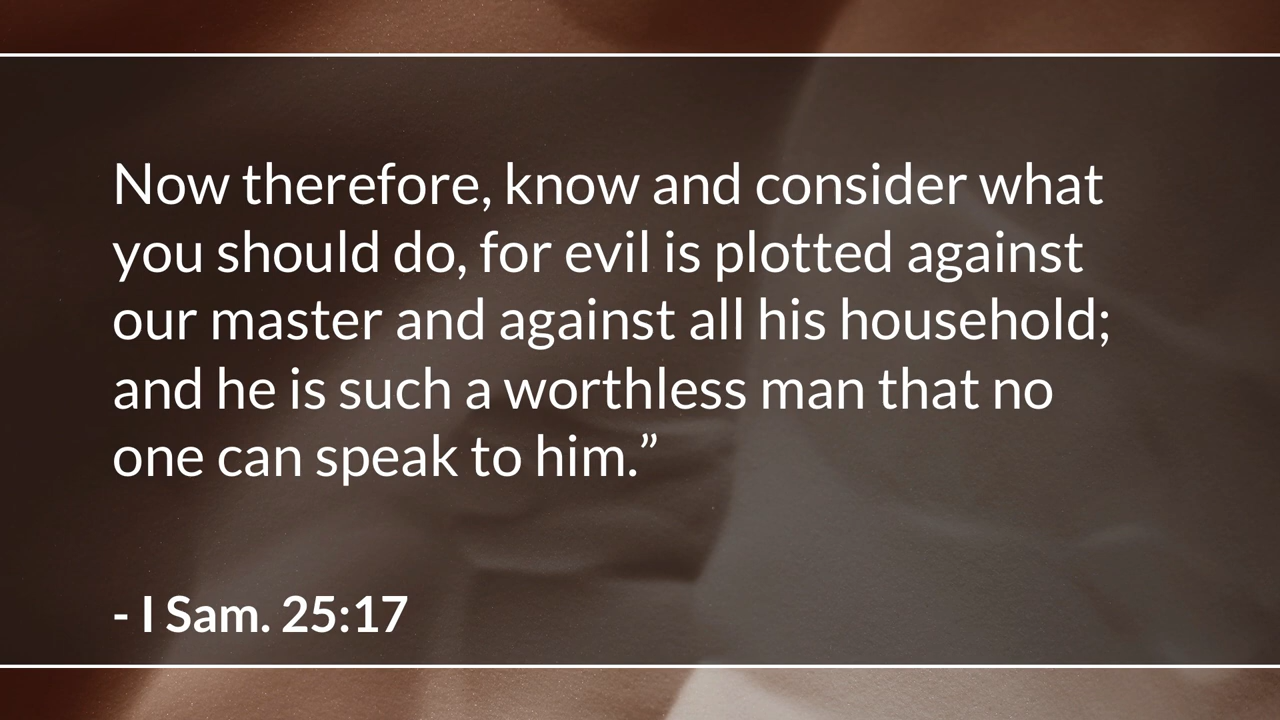 Now therefore, know and consider what
you should do, for evil is plotted against
our master and against all his household;
and he is such a worthless man that no
one can speak to him.”
- I Sam. 25:17